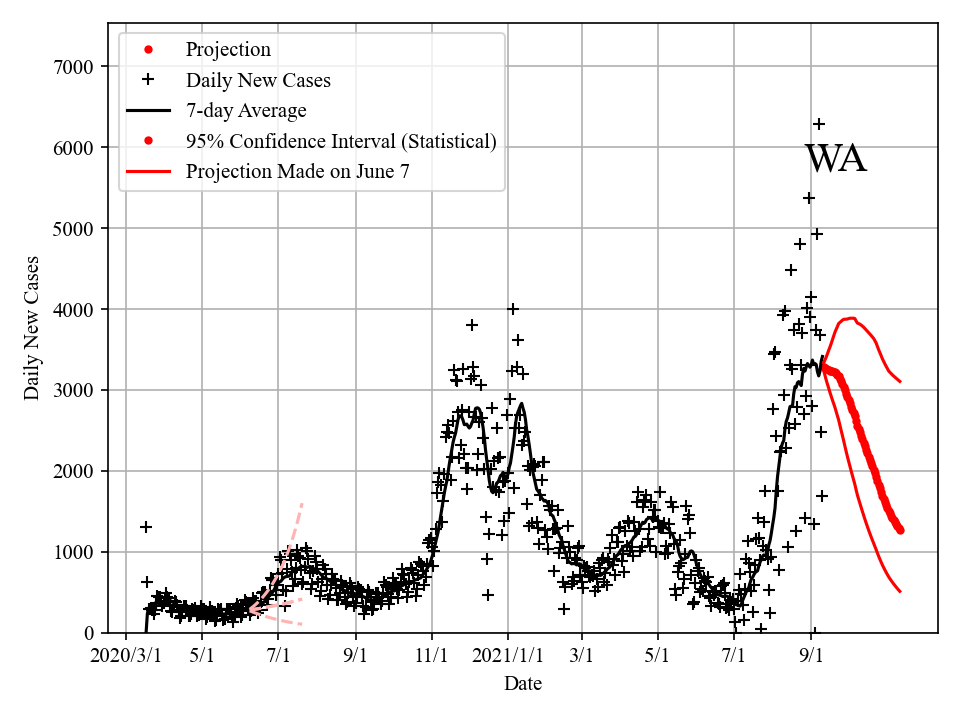 Projection
Daily New Cases
7-day Average
95% Confidence Interval (Statistical)
Projection Made on June 7
WA
7000
6000
5000
4000
3000
2000
1000
0
Daily New Cases
2020/3/1 5/1 7/1 9/1 11/1 2021/1/1 3/1 5/1 7/1 9/1
Date